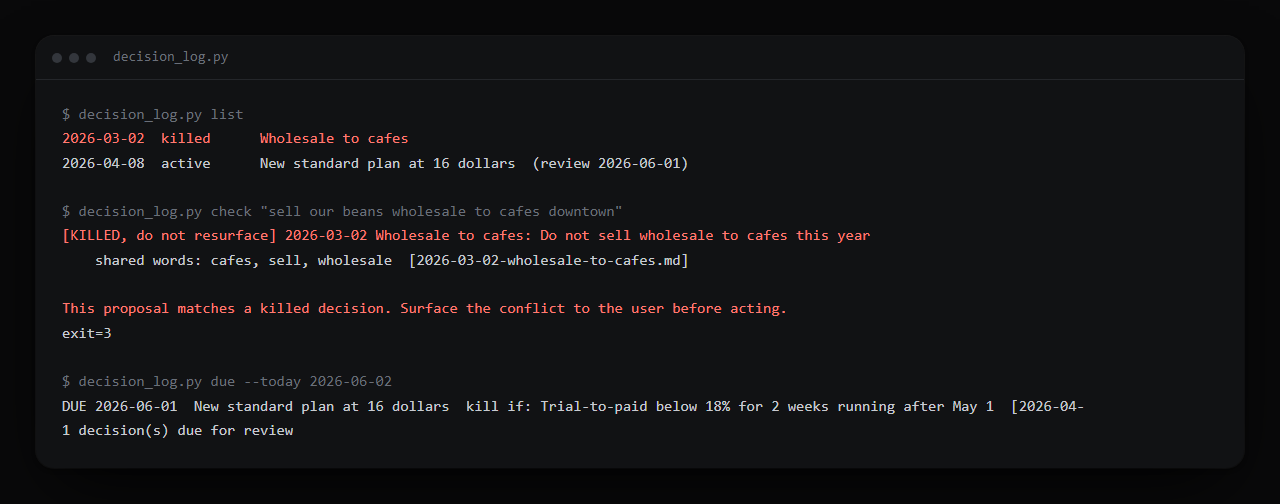 decision_log.py
$ decision_log.py list
2026-03-02  killed      Wholesale to cafes
2026-04-08  active      New standard plan at 16 dollars  (review 2026-06-01)
$ decision_log.py check "sell our beans wholesale to cafes downtown"
[KILLED, do not resurface] 2026-03-02 Wholesale to cafes: Do not sell wholesale to cafes this year
    shared words: cafes, sell, wholesale  [2026-03-02-wholesale-to-cafes.md]
This proposal matches a killed decision. Surface the conflict to the user before acting.
exit=3
$ decision_log.py due --today 2026-06-02
DUE 2026-06-01  New standard plan at 16 dollars  kill if: Trial-to-paid below 18% for 2 weeks running after May 1  [2026-04-
1 decision(s) due for review